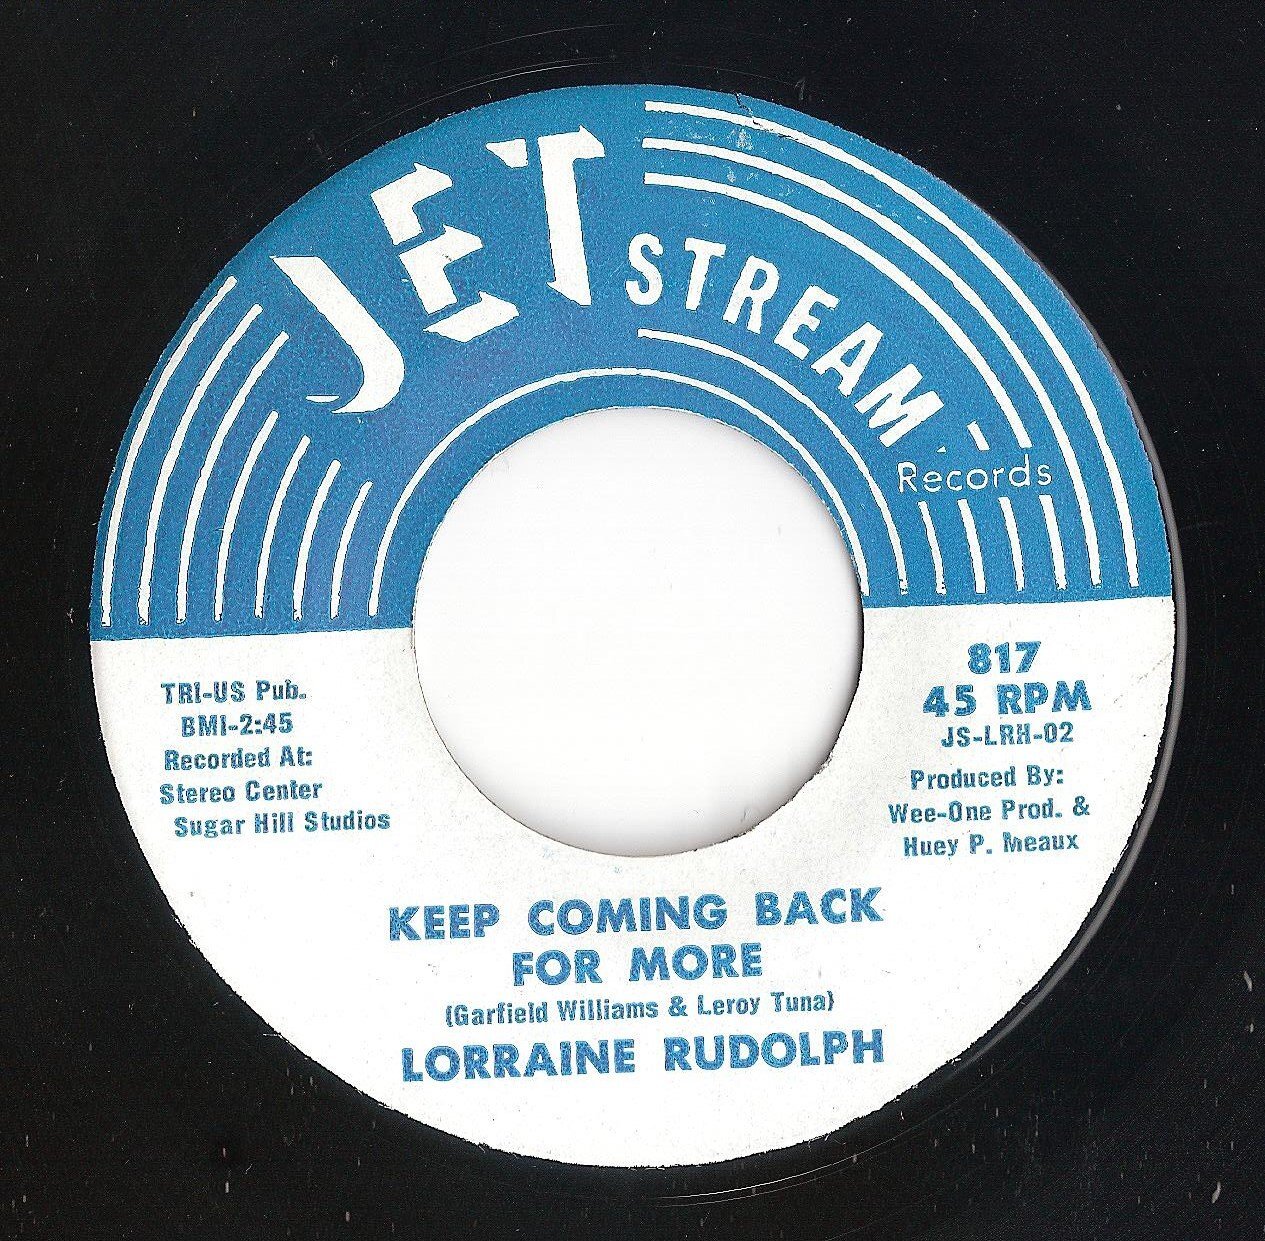 JET STREAM
Records
TRI-US Pub.
BMI-2:45
Recorded At:
Stereo Center
Sugar Hill Studios
817
45 RPM
JS-LRH-02
Produced By:
Wee-One Prod. &
Huey P. Meaux
KEEP COMING BACK
FOR MORE
(Garfield Williams & Leroy Tuna)
LORRAINE RUDOLPH